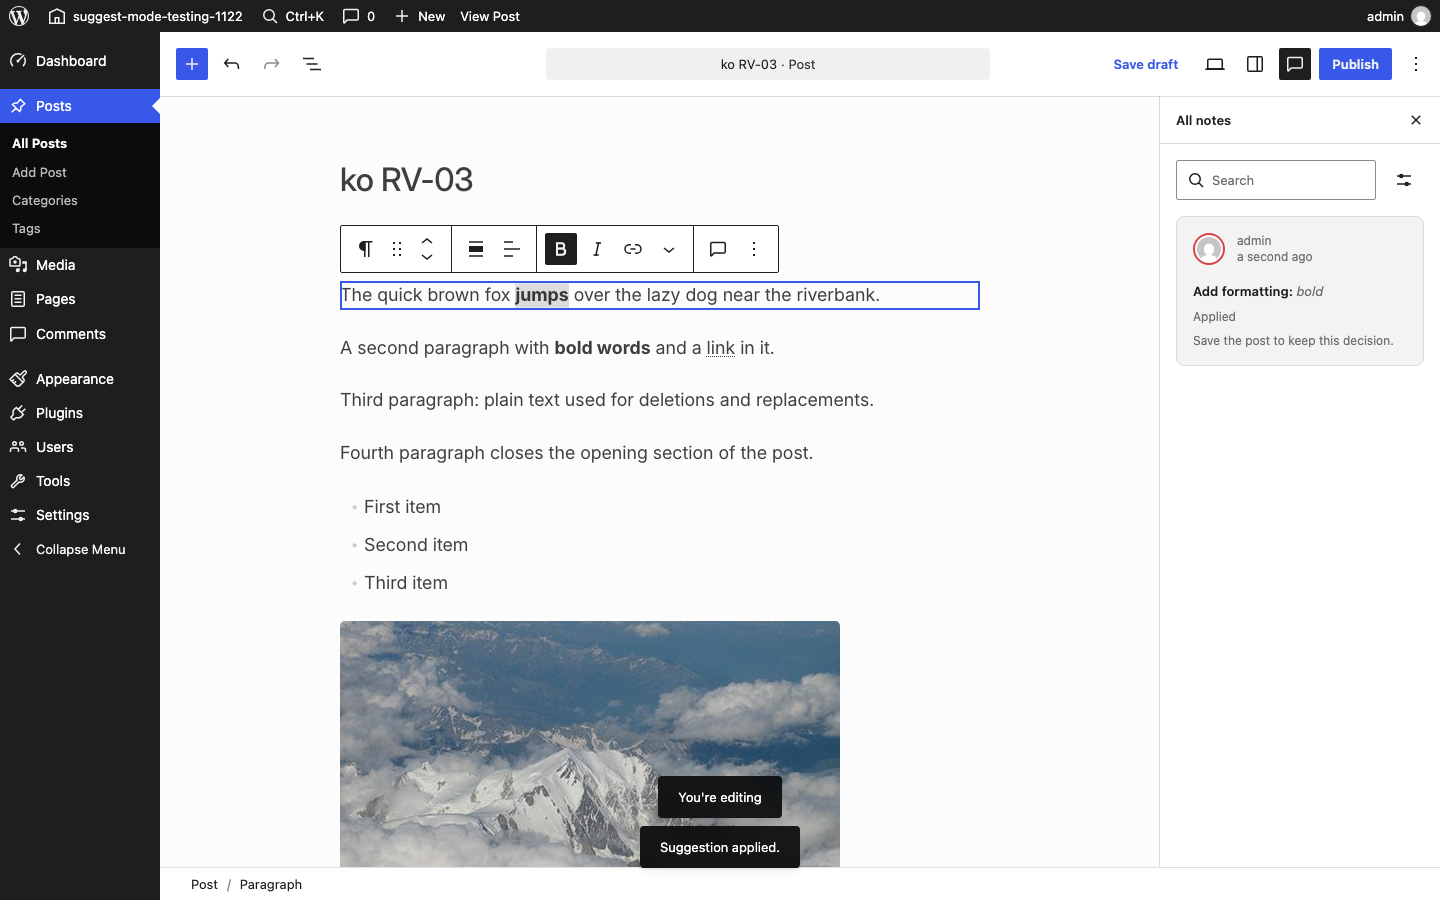 suggest-mode-testing-1122
Ctrl+K
0
New
View Post
admin
Dashboard
Posts
All Posts
Add Post
Categories
Tags
Media
Pages
Comments
Appearance
Plugins
Users
Tools
Settings
Collapse Menu
ko RV-03 · Post
Save draft
Publish
ko RV-03
B I
The quick brown fox jumps over the lazy dog near the riverbank.
A second paragraph with bold words and a link in it.
Third paragraph: plain text used for deletions and replacements.
Fourth paragraph closes the opening section of the post.
First item
Second item
Third item
You're editing
Suggestion applied.
Post / Paragraph
All notes
Search
admin
a second ago
Add formatting: bold
Applied
Save the post to keep this decision.